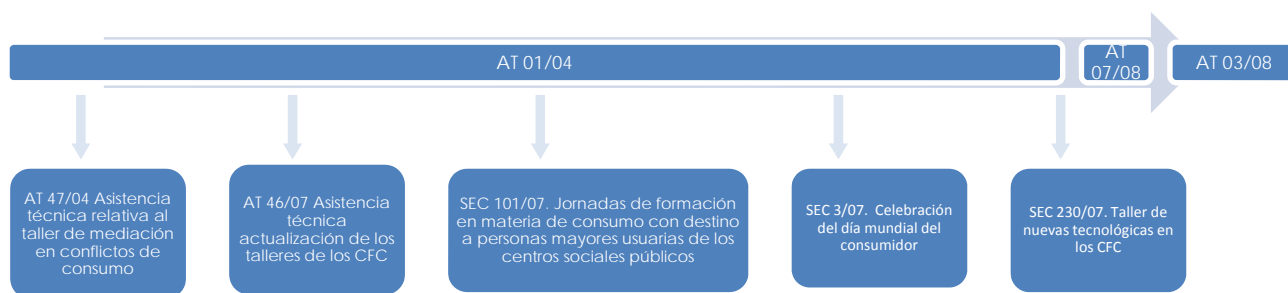 AT 01/04
AT
07/08
AT 03/08
AT 47/04 Asistencia
técnica relativa al
taller de mediación
en conflictos de
consumo
AT 46/07 Asistencia
técnica
actualización de los
talleres de los CFC
SEC 101/07. Jornadas de formación
en materia de consumo con destino
a personas mayores usuarias de los
centros sociales públicos
SEC 3/07. Celebración
del día mundial del
consumidor
SEC 230/07. Taller de
nuevas tecnológicas en
los CFC